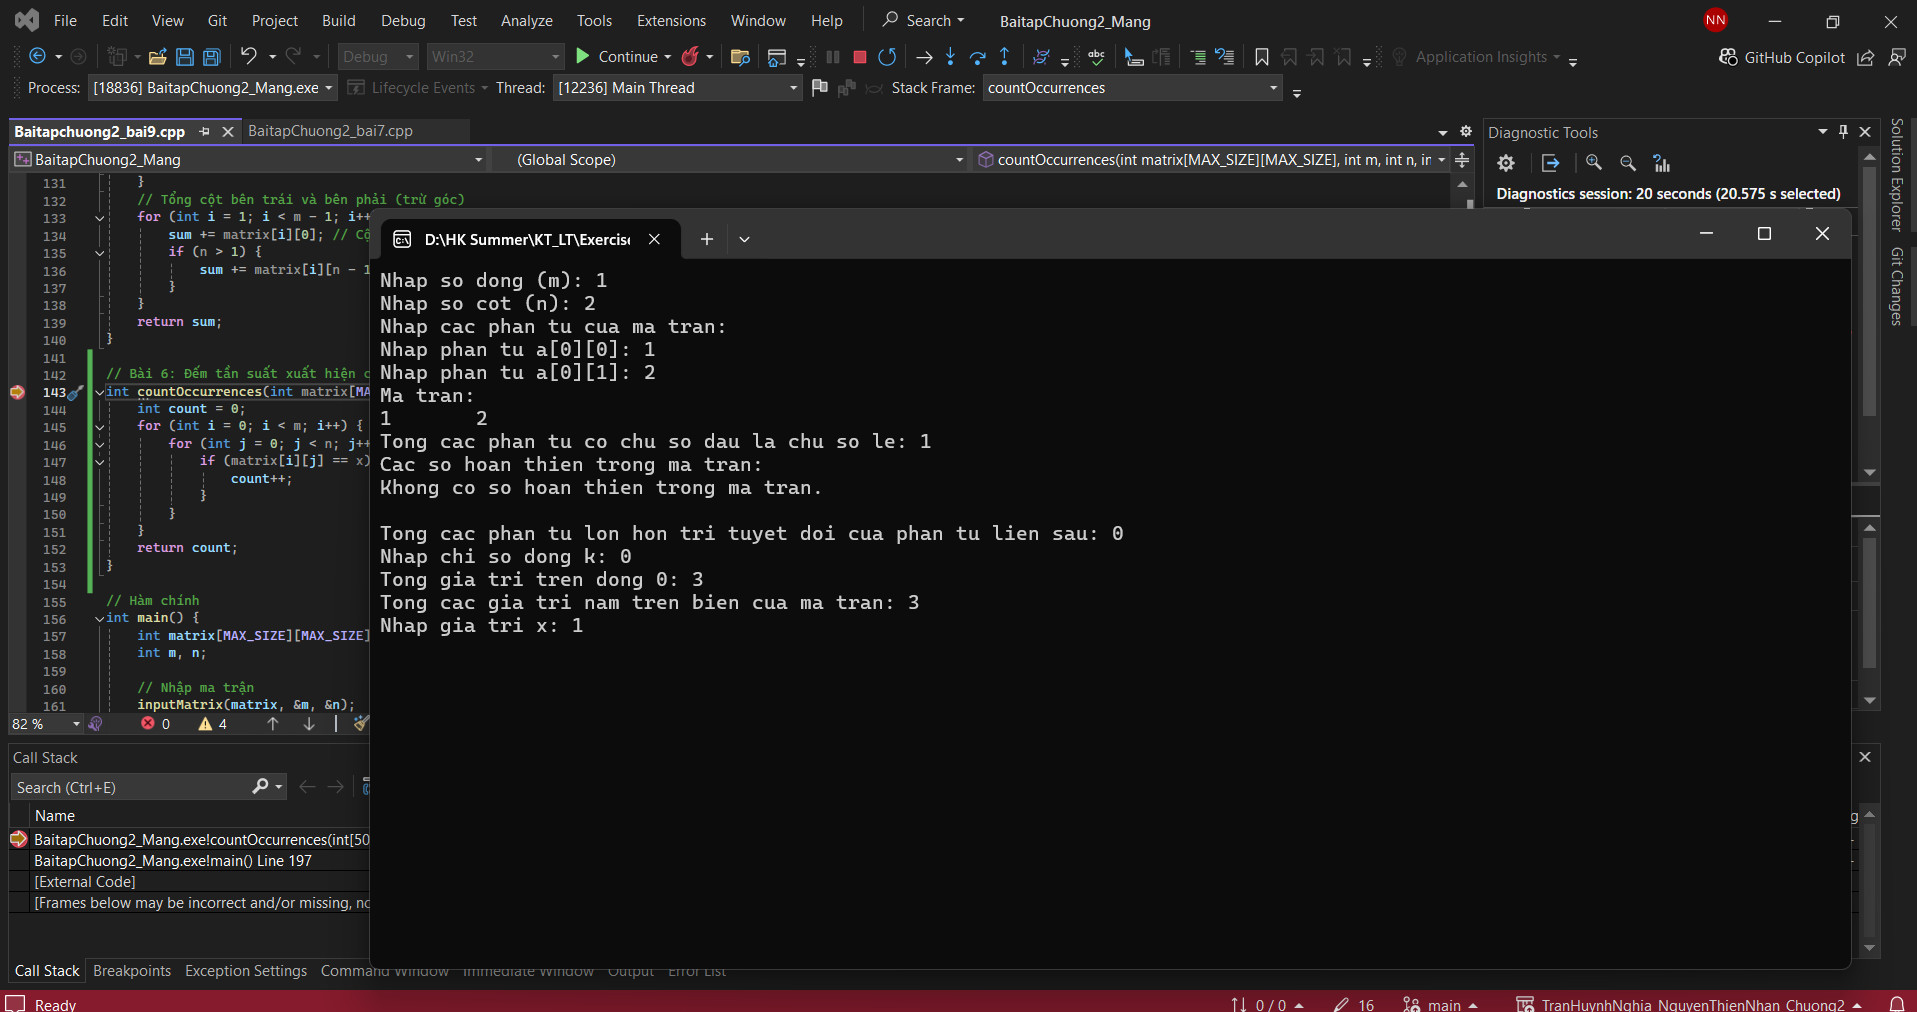 File Edit View Git Project Build Debug Test Analyze Tools Extensions Window Help Search BaitapChuong2_Mang NN
Debug Win32 Continue Application Insights GitHub Copilot
Process: [18836] BaitapChuong2_Mang.exe Lifecycle Events Thread: [12236] Main Thread Stack Frame: countOccurrences
Baitapchuong2_bai9.cpp BaitapChuong2_bai7.cpp
BaitapChuong2_Mang (Global Scope) countOccurrences(int matrix[MAX_SIZE][MAX_SIZE], int m, int n, in
131 }
132 // Tổng cột bên trái và bên phải (trừ góc)
133 for (int i = 1; i < m - 1; i++
134 sum += matrix[i][0]; // Cộ
135 if (n > 1) {
136 sum += matrix[i][n - 1
137 }
138 }
139 return sum;
140 }
141
142 // Bài 6: Đếm tần suất xuất hiện c
143 int countOccurrences(int matrix[MA
144 int count = 0;
145 for (int i = 0; i < m; i++) {
146 for (int j = 0; j < n; j++
147 if (matrix[i][j] == x)
148 count++;
149 }
150 }
151 }
152 return count;
153 }
154
155 // Hàm chính
156 int main() {
157 int matrix[MAX_SIZE][MAX_SIZE]
158 int m, n;
159
160 // Nhập ma trận
161 inputMatrix(matrix, &m, &n);
82 % 0 4
D:\HK Summer\KT_LT\Exercise
Nhap so dong (m): 1
Nhap so cot (n): 2
Nhap cac phan tu cua ma tran:
Nhap phan tu a[0][0]: 1
Nhap phan tu a[0][1]: 2
Ma tran:
1 2
Tong cac phan tu co chu so dau la chu so le: 1
Cac so hoan thien trong ma tran:
Khong co so hoan thien trong ma tran.
Tong cac phan tu lon hon tri tuyet doi cua phan tu lien sau: 0
Nhap chi so dong k: 0
Tong gia tri tren dong 0: 3
Tong cac gia tri nam tren bien cua ma tran: 3
Nhap gia tri x: 1
Diagnostic Tools
Diagnostics session: 20 seconds (20.575 s selected)
Solution Explorer
Git Changes
Call Stack
Search (Ctrl+E)
Name
BaitapChuong2_Mang.exe!countOccurrences(int[50
BaitapChuong2_Mang.exe!main() Line 197
[External Code]
[Frames below may be incorrect and/or missing, no
Call Stack Breakpoints Exception Settings Command Window Immediate Window Output Error List
Ready 0 / 0 16 main TranHuynhNghia_NguyenThienNhan_Chuong2